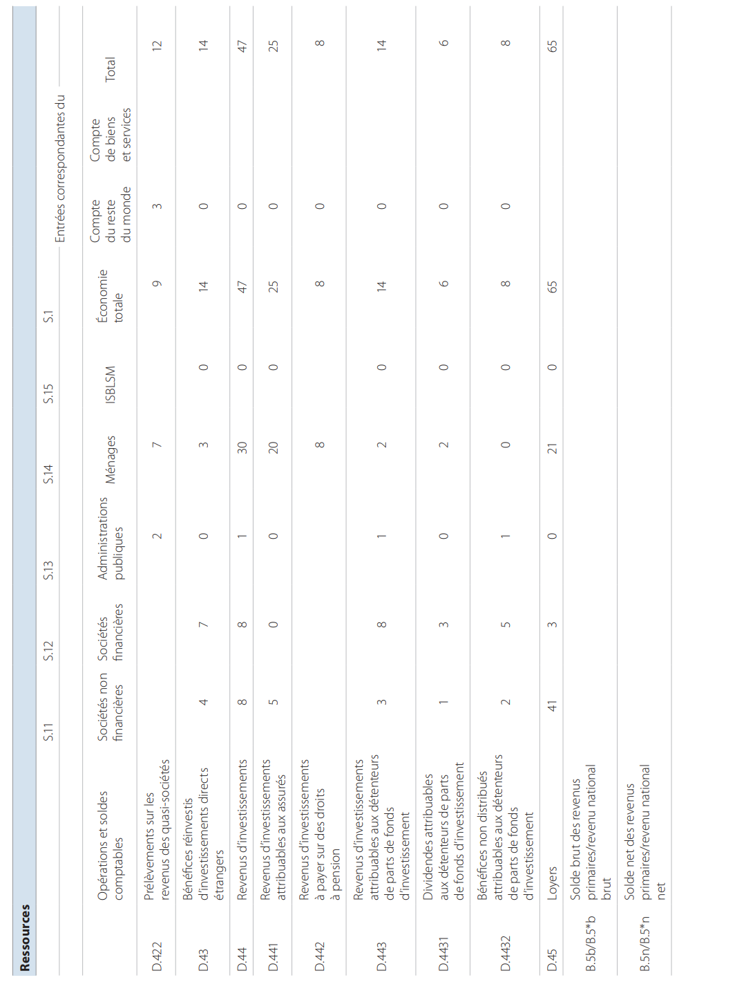 Ressources
S.11 S.12 S.13 S.14 S.15 S.1
Entrées correspondantes du
Opérations et soldes
comptables
Sociétés non
financières
Sociétés
financières
Administrations
publiques
Ménages
ISBLSM
Économie
totale
Compte
du reste
du monde
Compte
de biens
et services
Total
D.422 Prélèvements sur les
revenus des quasi-sociétés
2 7 9 3 12
D.43 Bénéfices réinvestis
d’investissements directs
étrangers
4 7 0 3 0 14 0 14
D.44 Revenus d’investissements 8 8 1 30 0 47 0 47
D.441 Revenus d’investissements
attribuables aux assurés
5 0 0 20 0 25 0 25
D.442 Revenus d’investissements
à payer sur des droits
à pension
8 8 0 8
D.443 Revenus d’investissements
attribuables aux détenteurs
de parts de fonds
d’investissement
3 8 1 2 0 14 0 14
D.4431 Dividendes attribuables
aux détenteurs de parts
de fonds d’investissement
1 3 0 2 0 6 0 6
D.4432 Bénéfices non distribués
attribuables aux détenteurs
de parts de fonds
d’investissement
2 5 1 0 0 8 0 8
D.45 Loyers 41 3 0 21 0 65 65
B.5b/B.5*b Solde brut des revenus
primaires/revenu national
brut
B.5n/B.5*n Solde net des revenus
primaires/revenu national
net